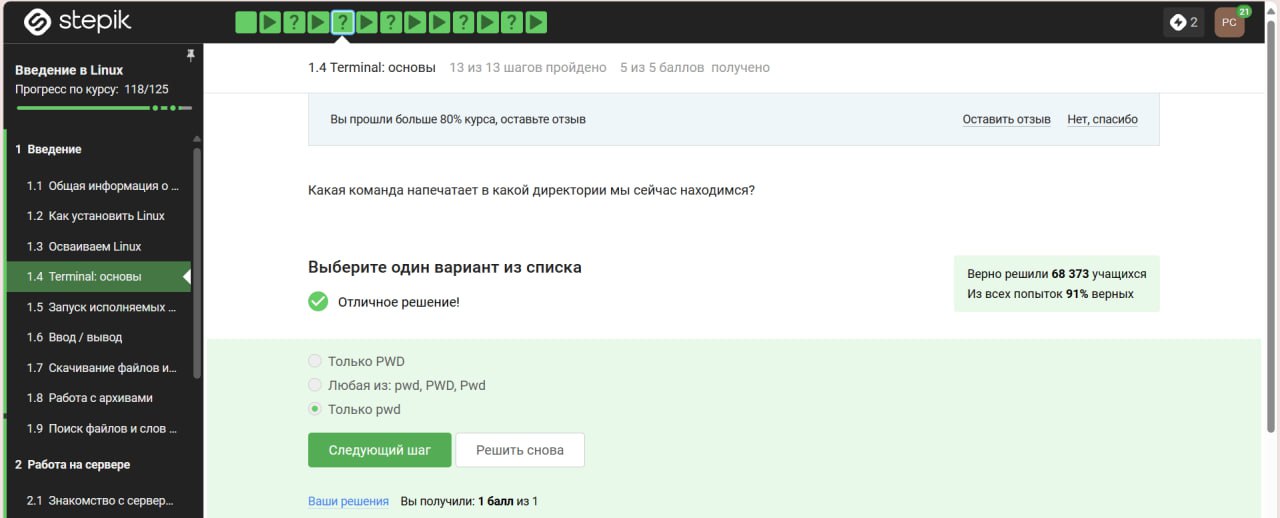 stepik
?
?
?
?
?
2
РС
21
Введение в Linux
Прогресс по курсу: 118/125
1 Введение
1.1 Общая информация о ...
1.2 Как установить Linux
1.3 Осваиваем Linux
1.4 Terminal: основы
1.5 Запуск исполняемых ...
1.6 Ввод / вывод
1.7 Скачивание файлов и...
1.8 Работа с архивами
1.9 Поиск файлов и слов ...
2 Работа на сервере
2.1 Знакомство с сервер...
1.4 Terminal: основы 13 из 13 шагов пройдено 5 из 5 баллов получено
Вы прошли больше 80% курса, оставьте отзыв Оставить отзыв Нет, спасибо
Какая команда напечатает в какой директории мы сейчас находимся?
Выберите один вариант из списка
Отличное решение!
Верно решили 68 373 учащихся
Из всех попыток 91% верных
Только PWD
Любая из: pwd, PWD, Pwd
Только pwd
Следующий шаг Решить снова
Ваши решения Вы получили: 1 балл из 1